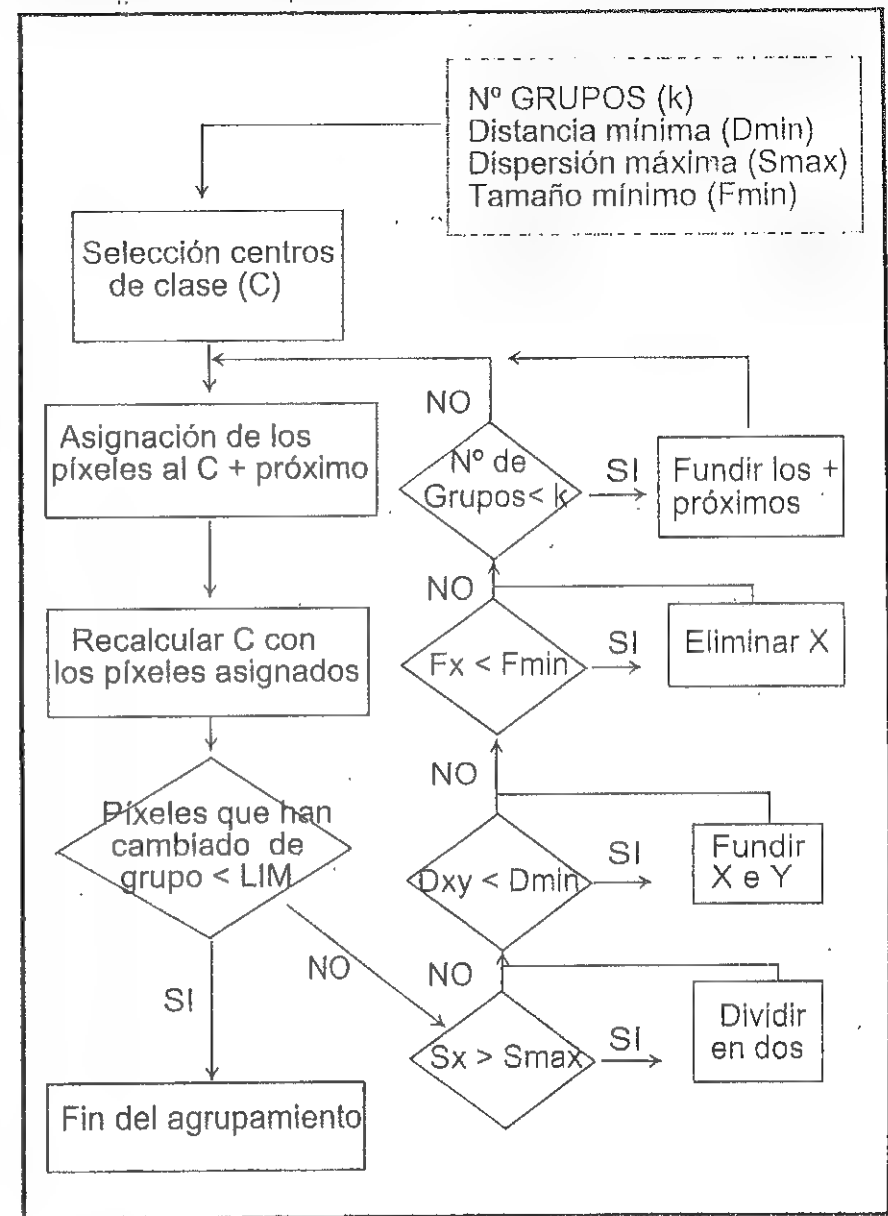 Nº GRUPOS (k)
Distancia mínima (Dmin)
Dispersión máxima (Smax)
Tamaño mínimo (Fmin)
Selección centros
de clase (C)
Asignación de los
píxeles al C + próximo
Recalcular C con
los píxeles asignados
Píxeles que han
cambiado de
grupo < LIM
SI
NO
Fin del agrupamiento
NO
Nº de
Grupos< k
SI
Fundir los +
próximos
NO
Fx < Fmin
SI
Eliminar X
NO
Dxy < Dmin
SI
Fundir
X e Y
NO
Sx > Smax
SI
Dividir
en dos